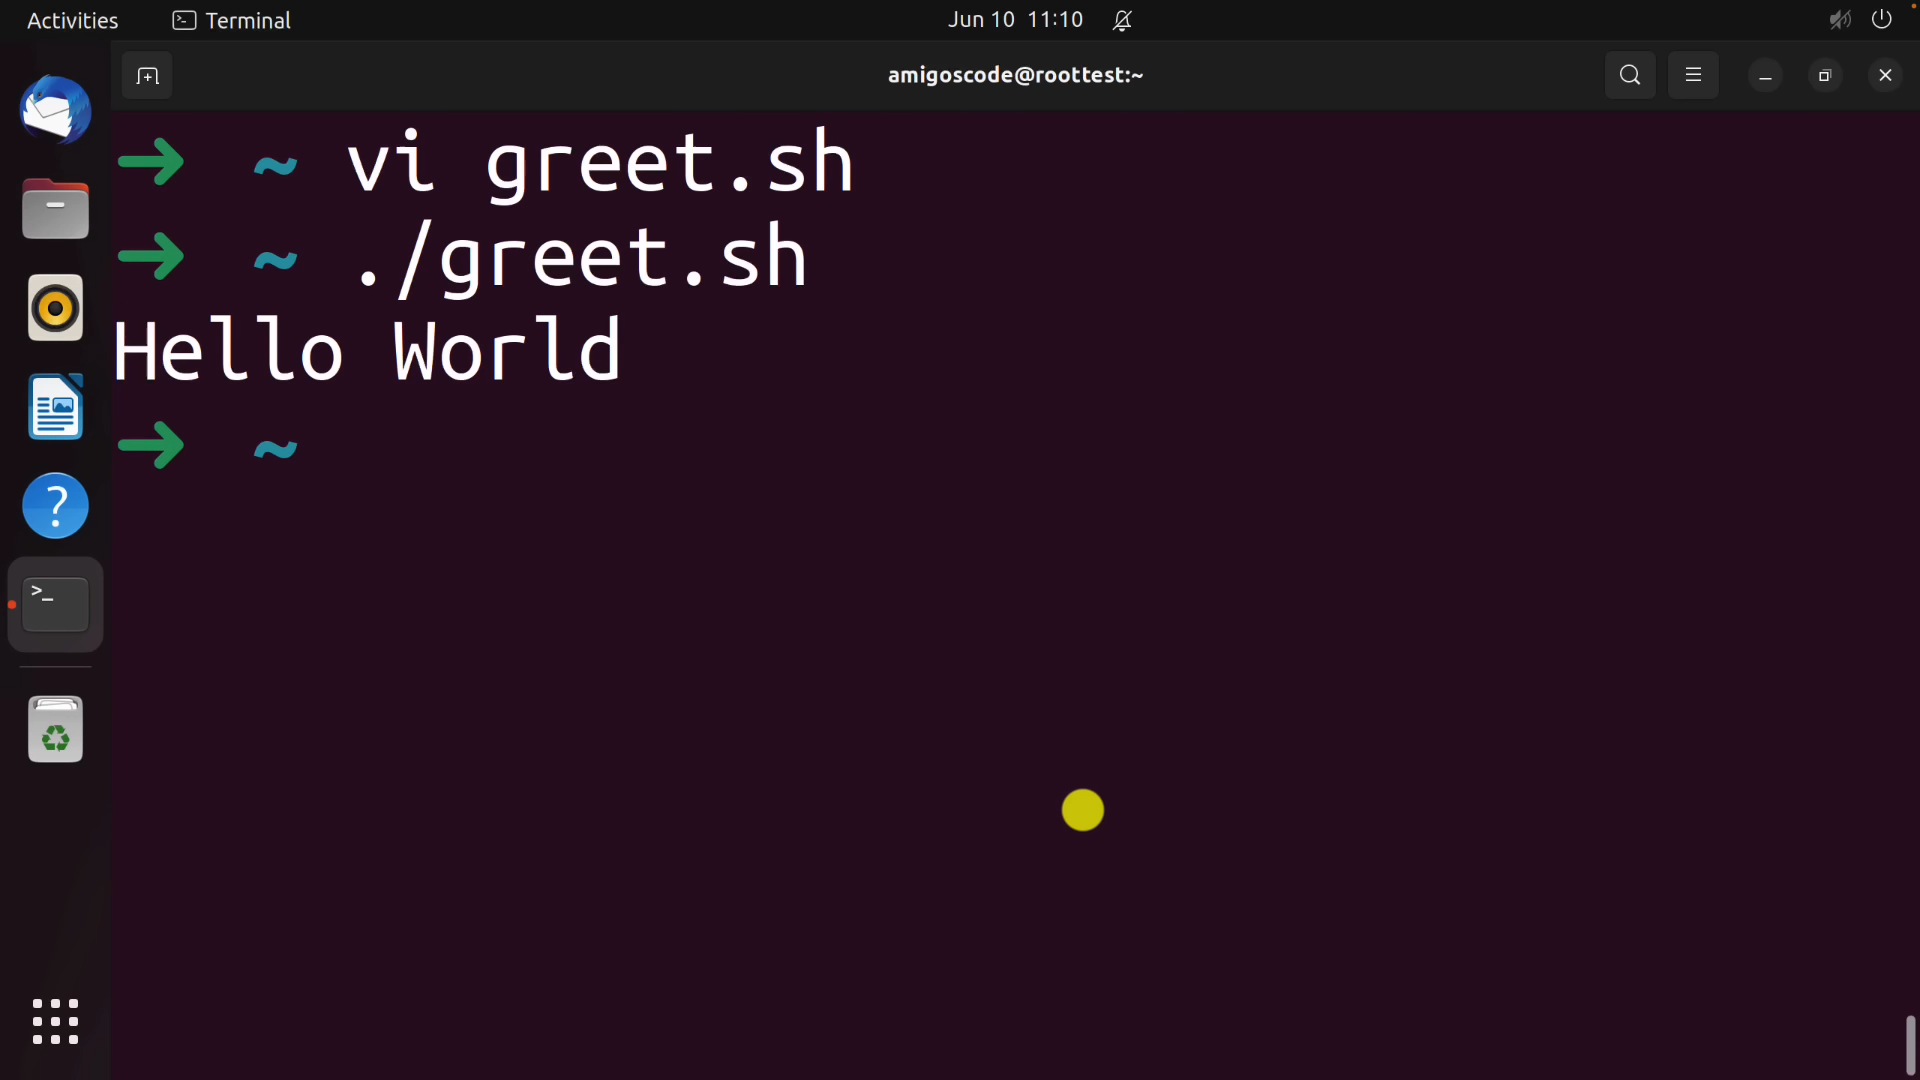 Activities Terminal Jun 10 11:10
amigoscode@roottest:~
➜ ~ vi greet.sh
➜ ~ ./greet.sh
Hello World
➜ ~